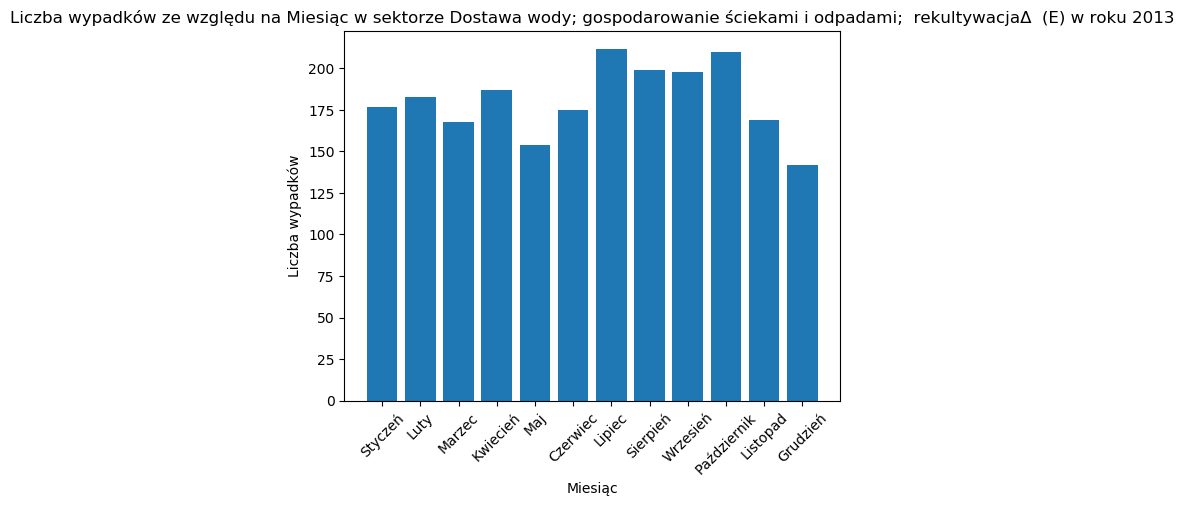 Liczba wypadków ze względu na Miesiąc w sektorze Dostawa wody; gospodarowanie ściekami i odpadami;  rekultywacjaΔ  (E) w roku 2013
Liczba wypadków
200
175
150
125
100
75
50
25
0
Styczeń
Luty
Marzec
Kwiecień
Maj
Czerwiec
Lipiec
Sierpień
Wrzesień
Październik
Listopad
Grudzień
Miesiąc